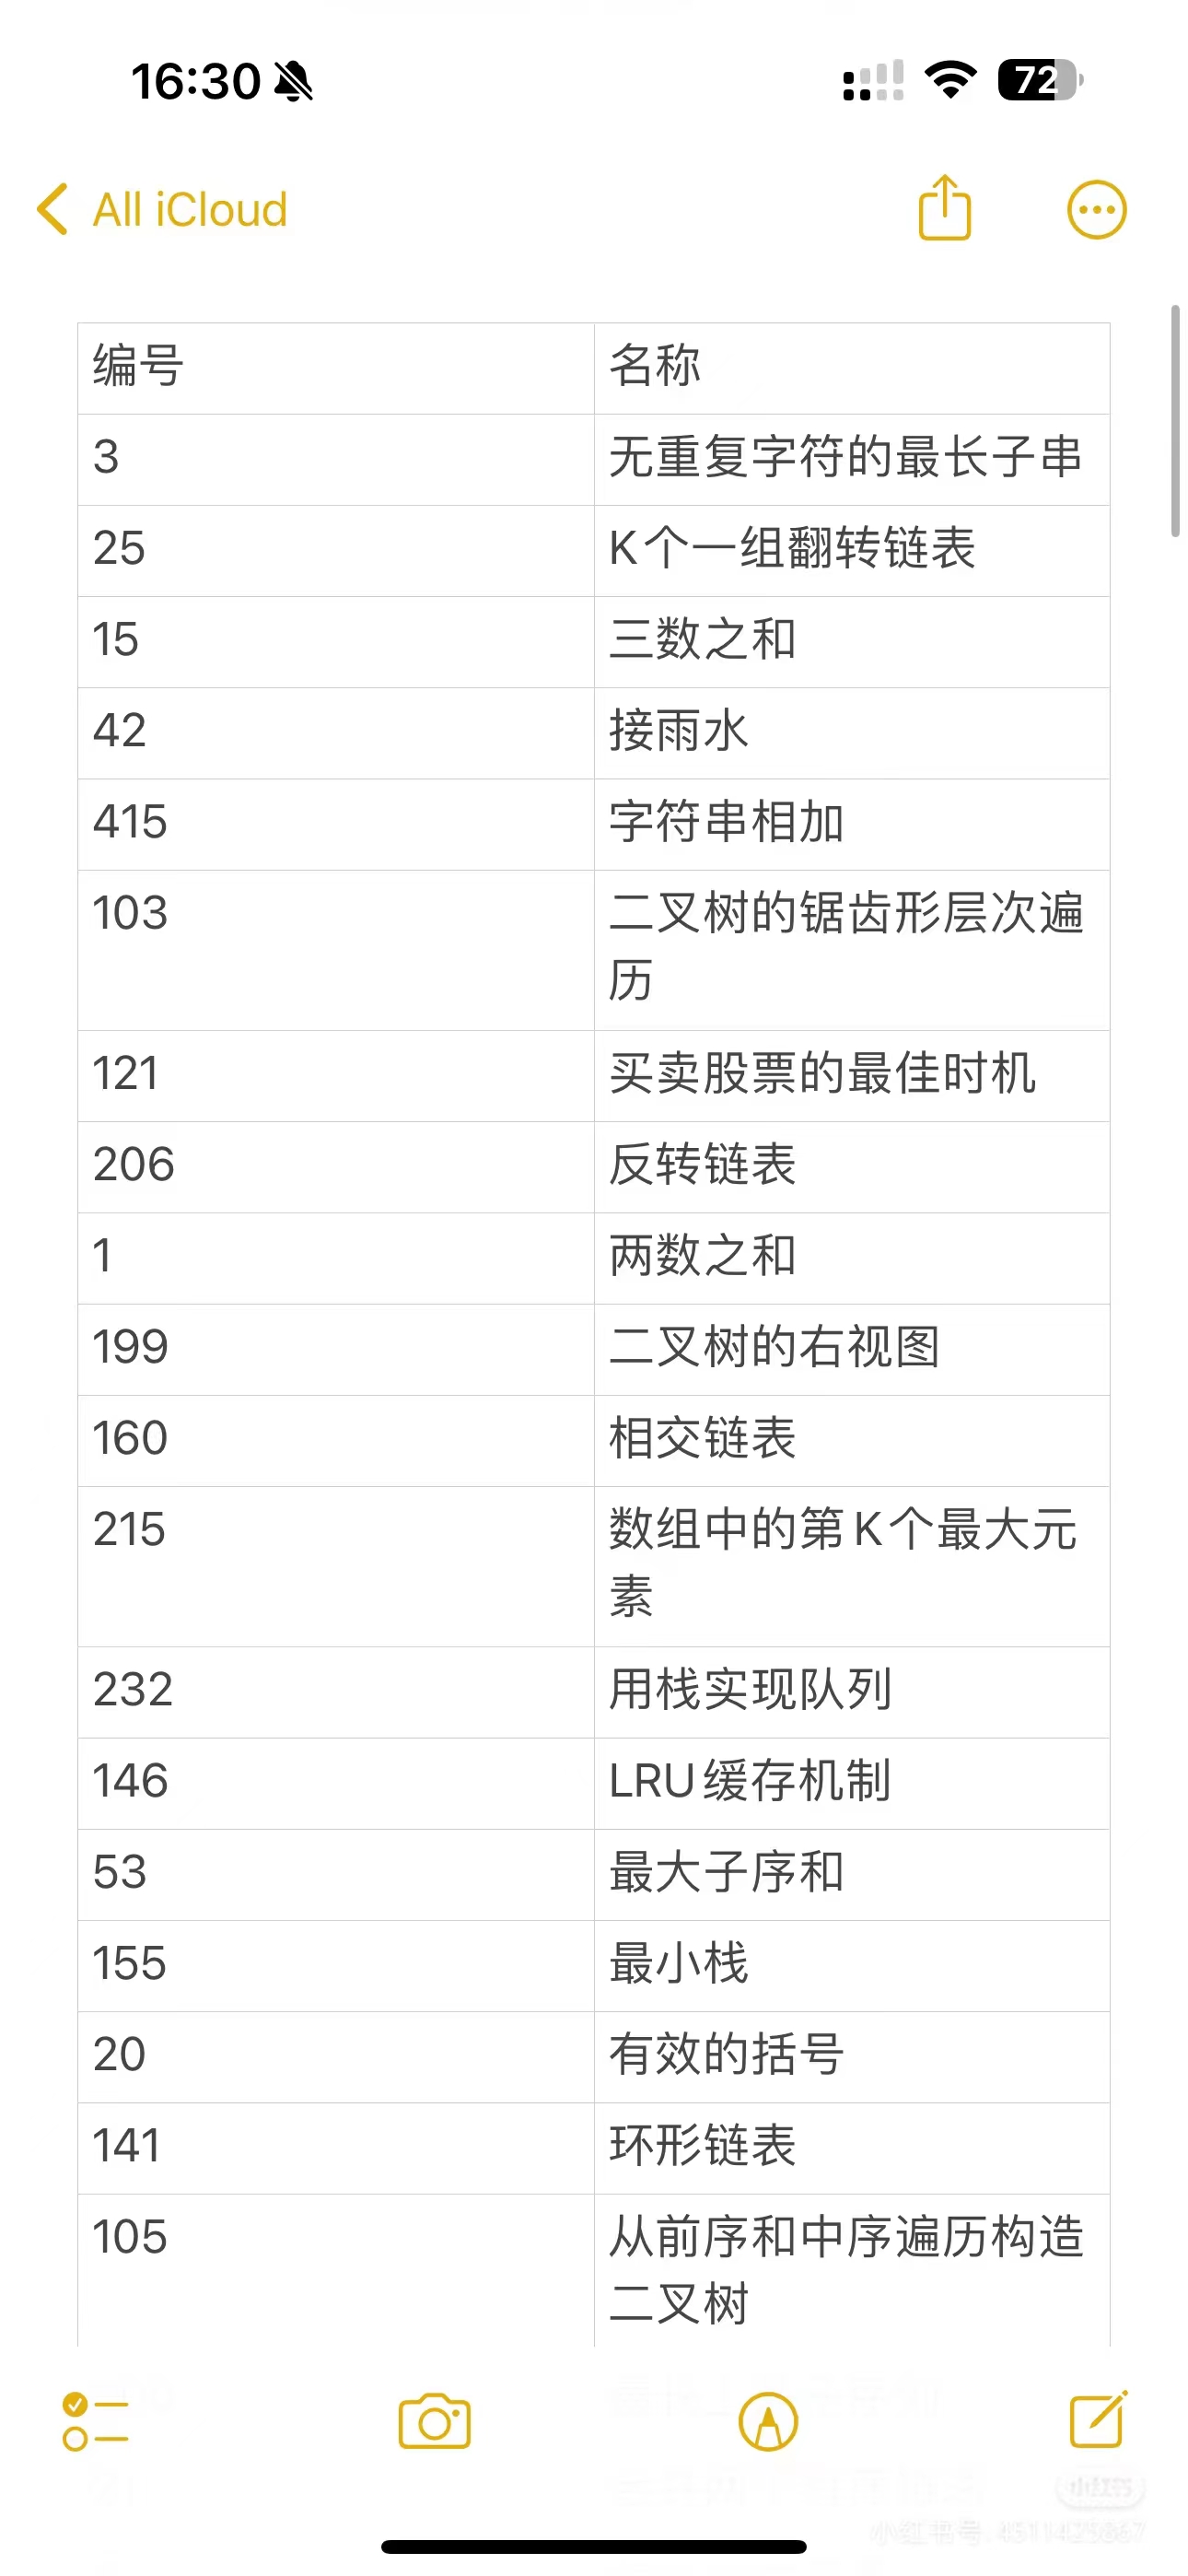 16:30
72
All iCloud
编号 名称
3 无重复字符的最长子串
25 K个一组翻转链表
15 三数之和
42 接雨水
415 字符串相加
103 二叉树的锯齿形层次遍
历
121 买卖股票的最佳时机
206 反转链表
1 两数之和
199 二叉树的右视图
160 相交链表
215 数组中的第K个最大元
素
232 用栈实现队列
146 LRU缓存机制
53 最大子序和
155 最小栈
20 有效的括号
141 环形链表
105 从前序和中序遍历构造
二叉树
小红书